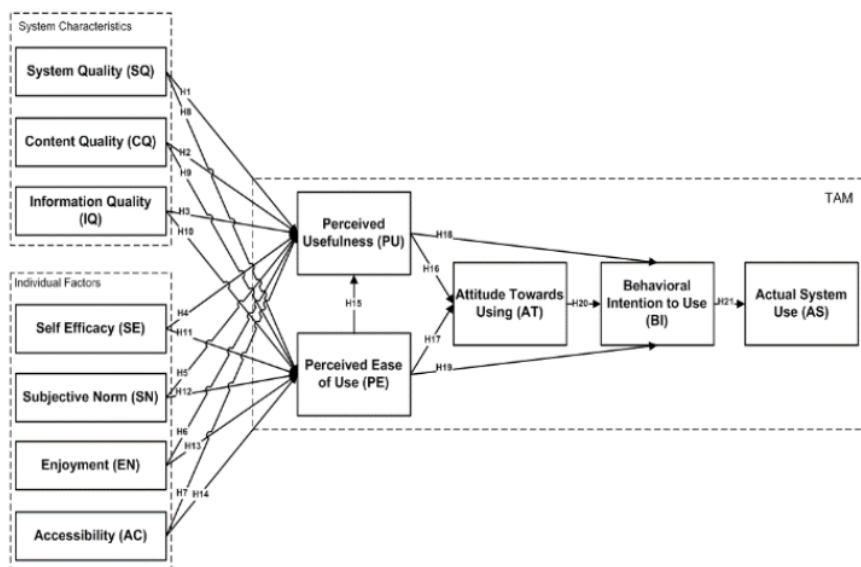 System Characteristics
System Quality (SQ)
H1
H8
Content Quality (CQ)
H2
H9
Information Quality
(IQ)
H3
H10
TAM
Perceived
Usefulness (PU)
H18
H16
Attitude Towards
Using (AT)
H20
Behavioral
Intention to Use
(BI)
H21
Actual System
Use (AS)
H15
H17
Perceived Ease
of Use (PE)
H19
Individual Factors
Self Efficacy (SE)
H4
H11
Subjective Norm (SN)
H5
H12
Enjoyment (EN)
H6
H13
Accessibility (AC)
H7
H14